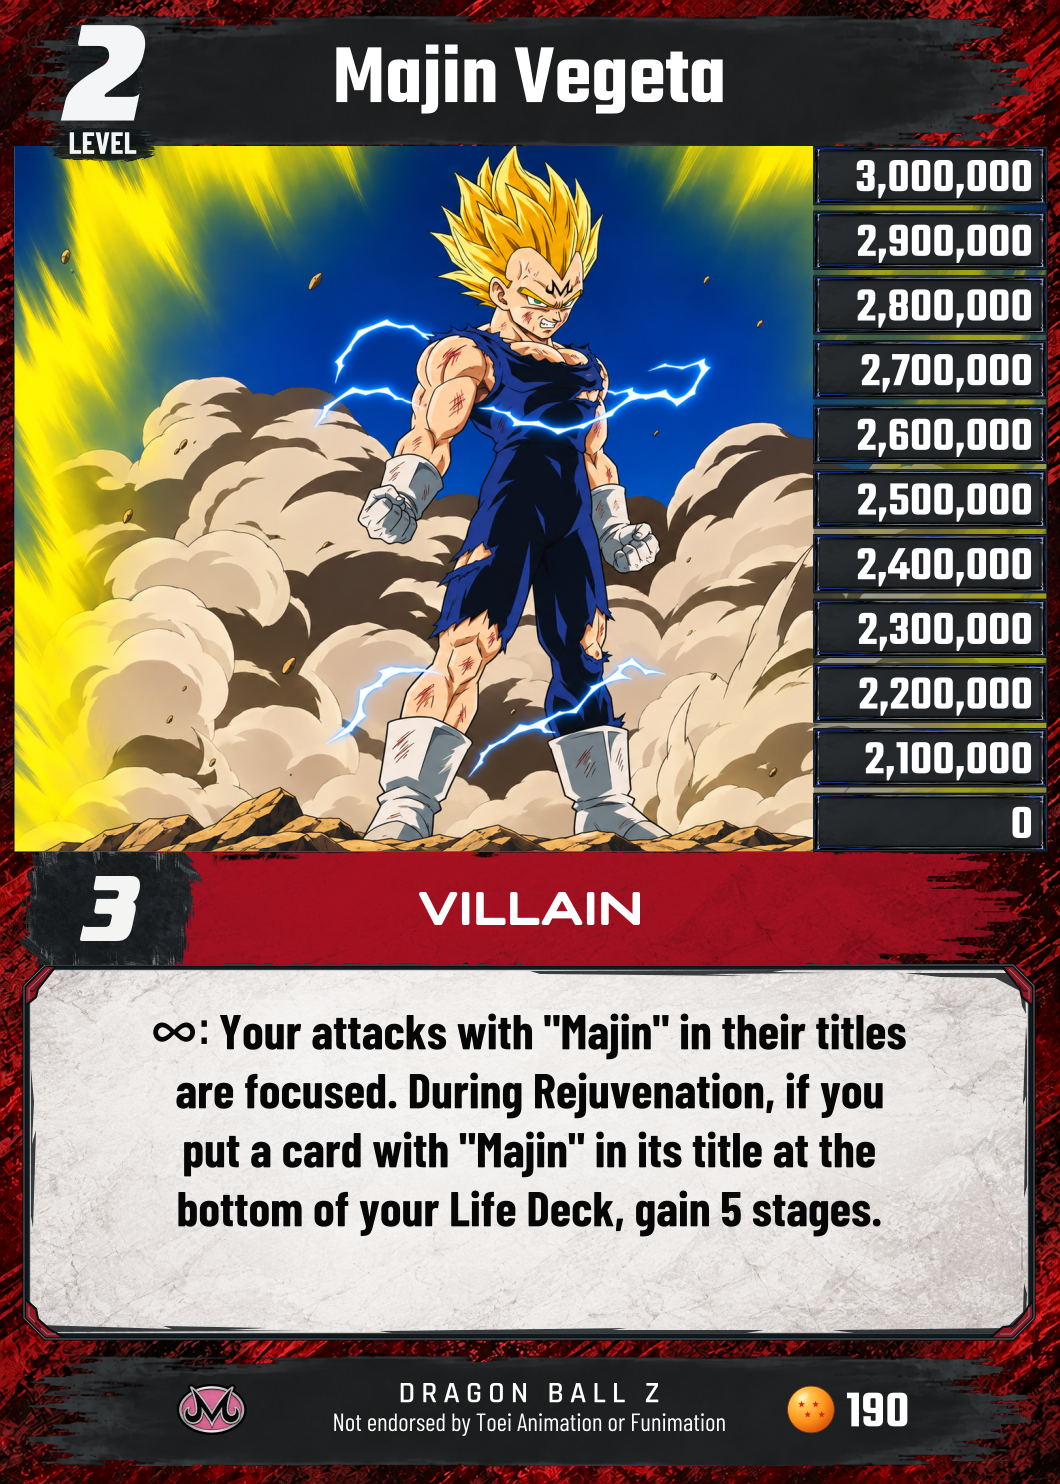 2
LEVEL
Majin Vegeta
3,000,000
2,900,000
2,800,000
2,700,000
2,600,000
2,500,000
2,400,000
2,300,000
2,200,000
2,100,000
0
3
VILLAIN
∞: Your attacks with "Majin" in their titles
are focused. During Rejuvenation, if you
put a card with "Majin" in its title at the
bottom of your Life Deck, gain 5 stages.
DRAGON BALL Z
Not endorsed by Toei Animation or Funimation
190